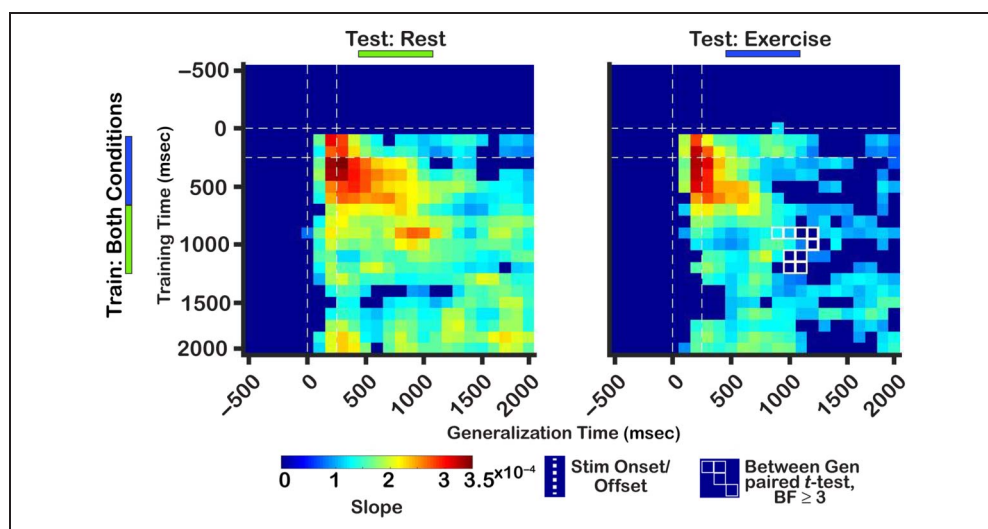 Test: Rest
Test: Exercise
Train: Both Conditions
Training Time (msec)
−500
0
500
1000
1500
2000
−500
0
500
1000
1500
2000
−500
0
500
1000
1500
2000
Generalization Time (msec)
0
1
2
3
3.5 x10⁻⁴
Slope
Stim Onset/
Offset
Between Gen
paired t-test,
BF ≥ 3